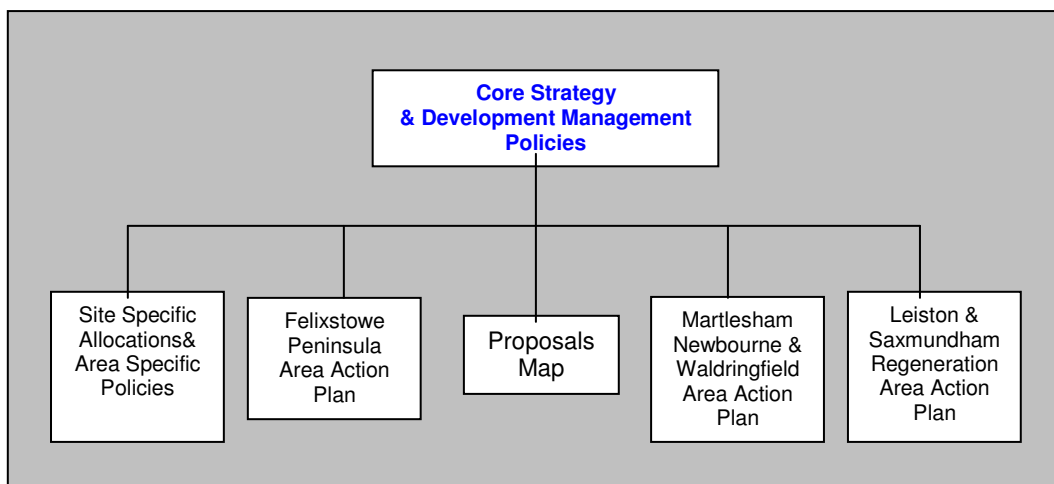 Core Strategy
& Development Management
Policies
Site Specific
Allocations&
Area Specific
Policies
Felixstowe
Peninsula
Area Action
Plan
Proposals
Map
Martlesham
Newbourne &
Waldringfield
Area Action
Plan
Leiston &
Saxmundham
Regeneration
Area Action
Plan